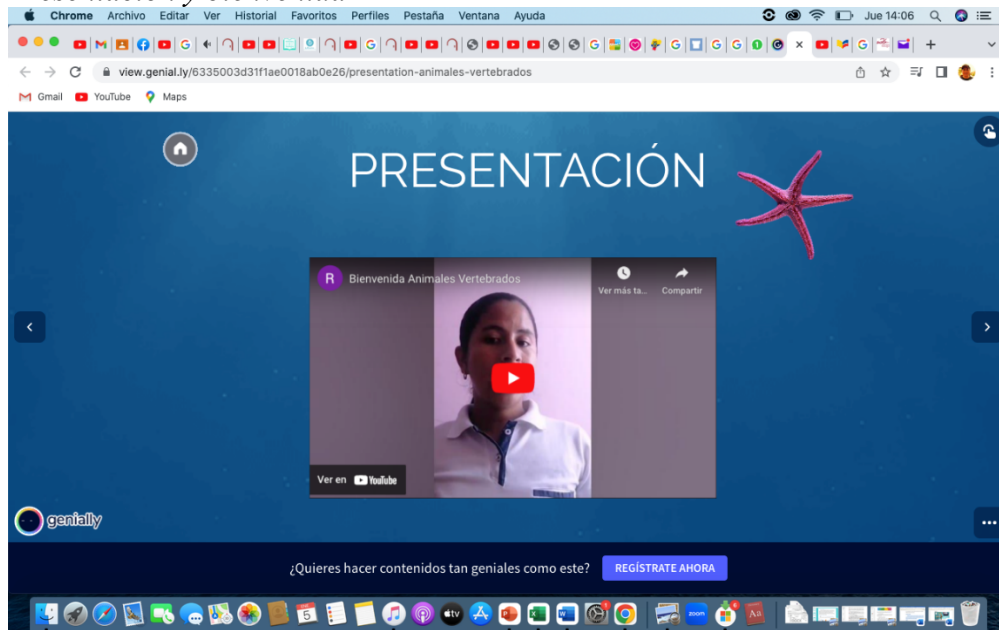 Chrome Archivo Editar Ver Historial Favoritos Perfiles Pestaña Ventana Ayuda Jue 14:06
view.genial.ly/6335003d31f1ae0018ab0e26/presentation-animales-vertebrados
Gmail YouTube Maps
PRESENTACIÓN
R Bienvenida Animales Vertebrados
Ver más ta... Compartir
Ver en YouTube
genially
¿Quieres hacer contenidos tan geniales como este? REGÍSTRATE AHORA